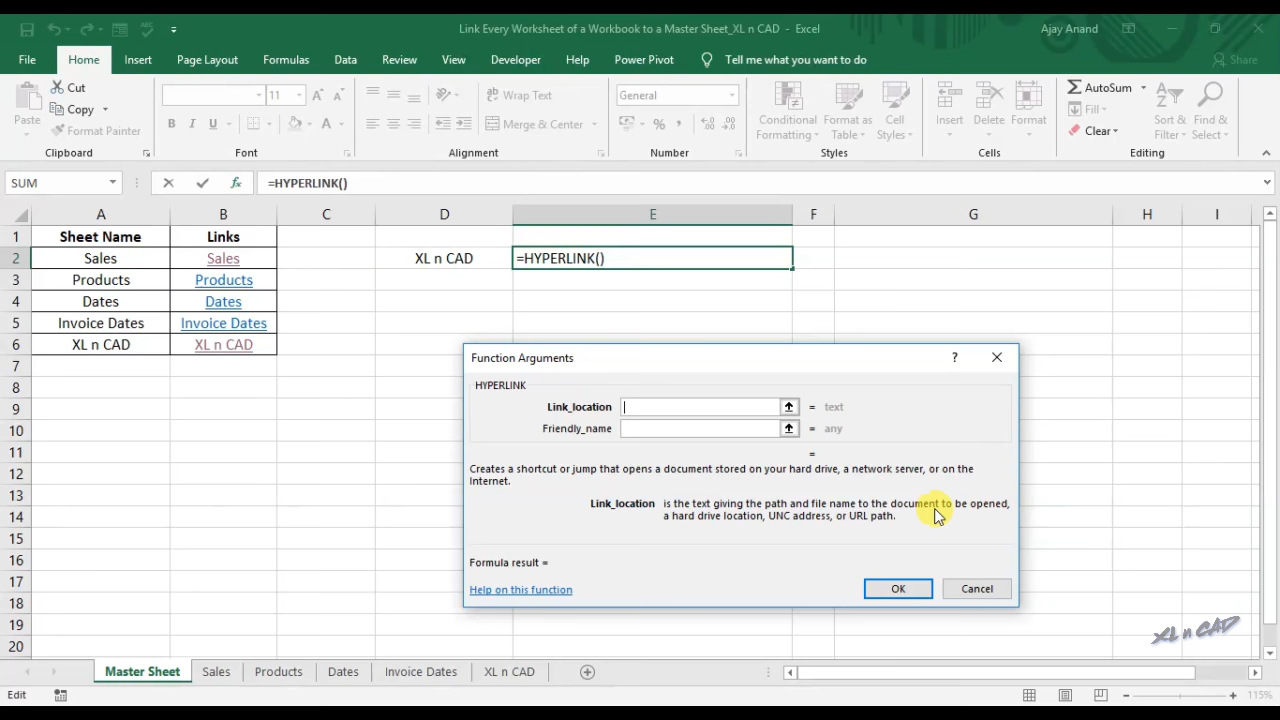 Link Every Worksheet of a Workbook to a Master Sheet_XL n CAD - Excel
Ajay Anand
File Home Insert Page Layout Formulas Data Review View Developer Help Power Pivot Tell me what you want to do Share
Paste
Cut
Copy
Format Painter
Clipboard
11
B I U
Font
Wrap Text
Merge & Center
Alignment
General
Number
Conditional Formatting
Format as Table
Cell Styles
Styles
Insert
Delete
Format
Cells
AutoSum
Fill
Clear
Sort & Filter
Find & Select
Editing
SUM
fx
=HYPERLINK()
A B C D E F G H I
1 Sheet Name Links
2 Sales Sales XL n CAD =HYPERLINK()
3 Products Products
4 Dates Dates
5 Invoice Dates Invoice Dates
6 XL n CAD XL n CAD
7
8
9
10
11
12
13
14
15
16
17
18
19
20
Function Arguments ?
HYPERLINK
Link_location = text
Friendly_name = any
=
Creates a shortcut or jump that opens a document stored on your hard drive, a network server, or on the
Internet.
Link_location is the text giving the path and file name to the document to be opened,
a hard drive location, UNC address, or URL path.
Formula result =
Help on this function
OK
Cancel
XL n CAD
Master Sheet Sales Products Dates Invoice Dates XL n CAD
Edit
115%